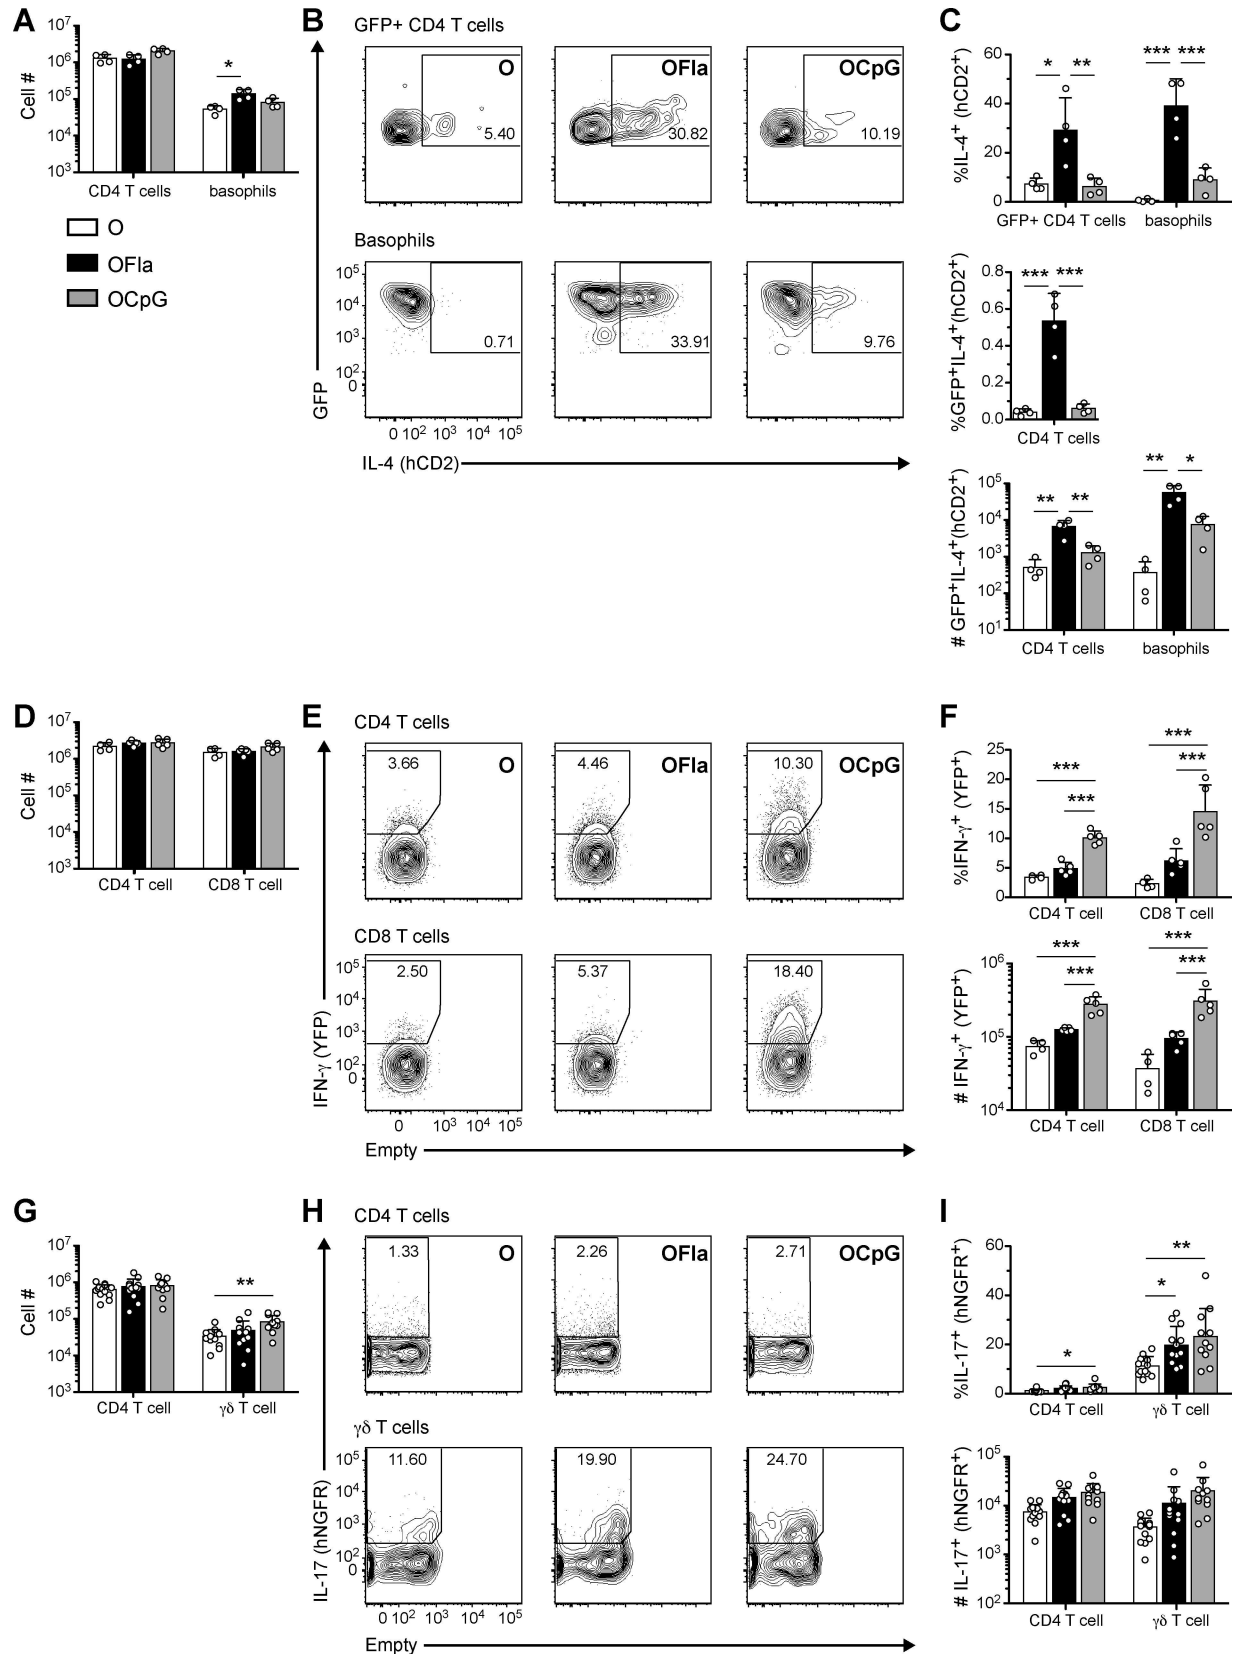 A
Cell #
10⁷
10⁶
10⁵
10⁴
10³
*
CD4 T cells
basophils
O
OFla
OCpG
B
GFP+ CD4 T cells
O
OFla
OCpG
5.40
30.82
10.19
Basophils
10⁵
10⁴
10³
10²
0
0.71
33.91
9.76
GFP
0 10² 10³ 10⁴ 10⁵
IL-4 (hCD2)
C
%IL-4⁺ (hCD2⁺)
60
40
20
0
* **
*** ***
GFP+ CD4 T cells
basophils
%GFP⁺IL-4⁺(hCD2⁺)
0.8
0.6
0.4
0.2
0.0
*** ***
CD4 T cells
# GFP⁺IL-4⁺(hCD2⁺)
10⁵
10⁴
10³
10²
10¹
** **
** *
CD4 T cells
basophils
D
Cell #
10⁷
10⁶
10⁵
10⁴
10³
CD4 T cell
CD8 T cell
E
CD4 T cells
3.66
O
4.46
OFla
10.30
OCpG
CD8 T cells
10⁵
10⁴
10³
10²
0
2.50
5.37
18.40
IFN-γ (YFP)
0 10³ 10⁴ 10⁵
Empty
F
%IFN-γ⁺ (YFP⁺)
25
20
15
10
5
0
***
***
***
***
CD4 T cell
CD8 T cell
# IFN-γ⁺ (YFP⁺)
10⁶
10⁵
10⁴
***
***
***
***
CD4 T cell
CD8 T cell
G
Cell #
10⁷
10⁶
10⁵
10⁴
10³
**
CD4 T cell
γδ T cell
H
CD4 T cells
1.33
O
2.26
OFla
2.71
OCpG
γδ T cells
10⁵
10⁴
10³
10²
0
11.60
19.90
24.70
IL-17 (hNGFR)
0 10² 10³ 10⁴ 10⁵
Empty
I
%IL-17⁺ (hNGFR⁺)
60
40
20
0
*
**
*
CD4 T cell
γδ T cell
# IL-17⁺ (hNGFR⁺)
10⁵
10⁴
10³
10²
CD4 T cell
γδ T cell